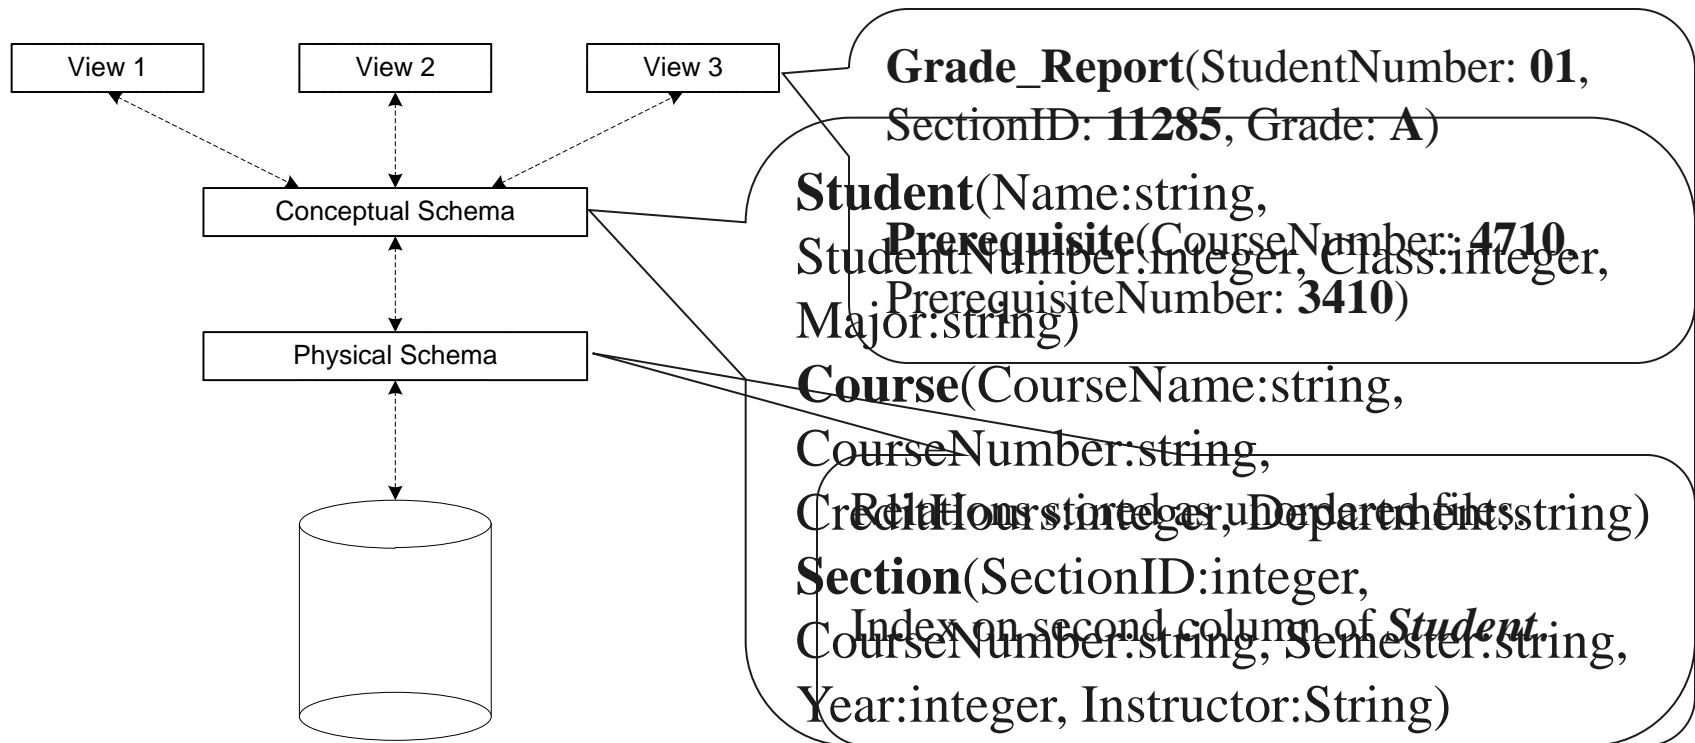 View 1
View 2
View 3
Conceptual Schema
Physical Schema
Grade_Report(StudentNumber: 01,
SectionID: 11285, Grade: A)
Prerequisite(CourseNumber: 4710,
PrerequisiteNumber: 3410)
Student(Name:string,
StudentNumber:integer, Class:integer,
Major:string)
Course(CourseName:string,
CourseNumber:string,
CreditHours:integer, Department:string)
Section(SectionID:integer,
CourseNumber:string, Semester:string,
Year:integer, Instructor:String)
Relations stored as unordered files.
Index on second column of Student.